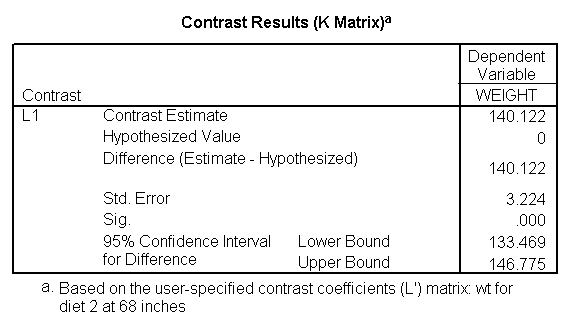 Contrast Results (K Matrix)a
Dependent
Variable
Contrast WEIGHT
L1 Contrast Estimate 140.122
Hypothesized Value 0
Difference (Estimate - Hypothesized) 140.122
Std. Error 3.224
Sig. .000
95% Confidence Interval Lower Bound 133.469
for Difference Upper Bound 146.775
a. Based on the user-specified contrast coefficients (L') matrix: wt for
diet 2 at 68 inches